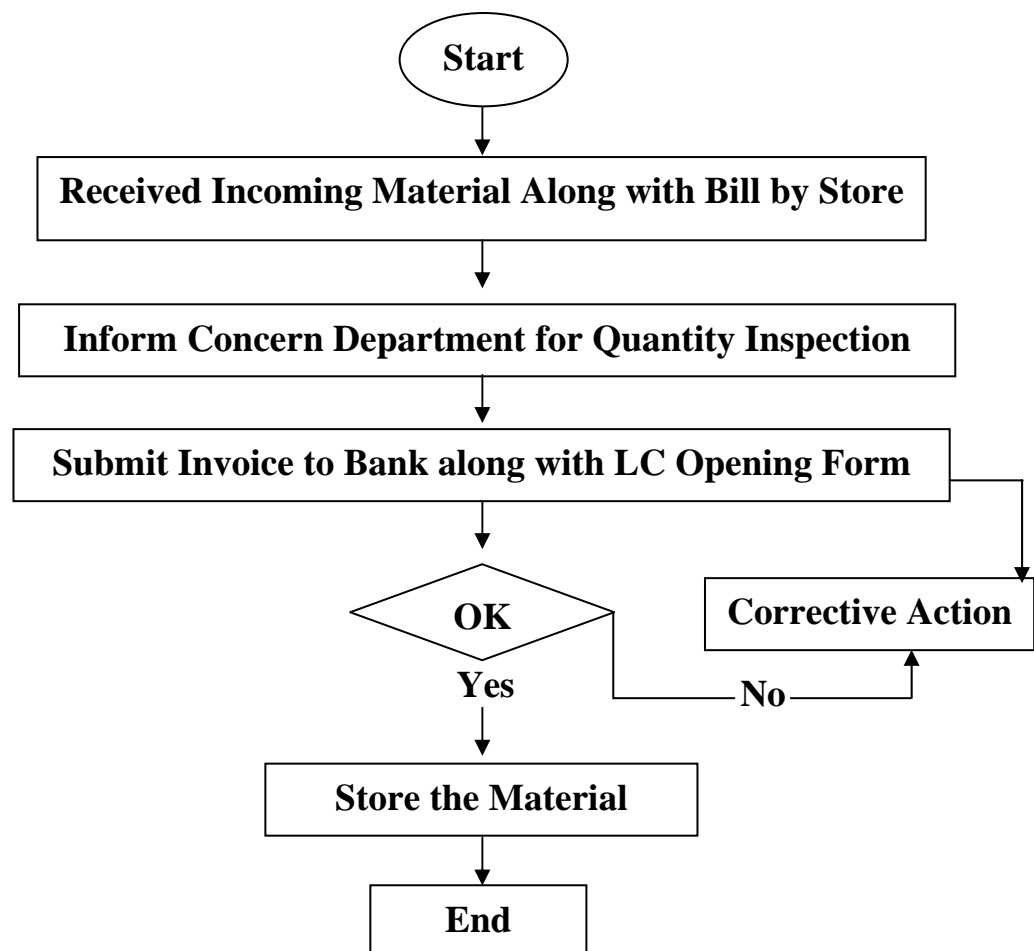 Start
Received Incoming Material Along with Bill by Store
Inform Concern Department for Quantity Inspection
Submit Invoice to Bank along with LC Opening Form
OK
Corrective Action
Yes
No
Store the Material
End